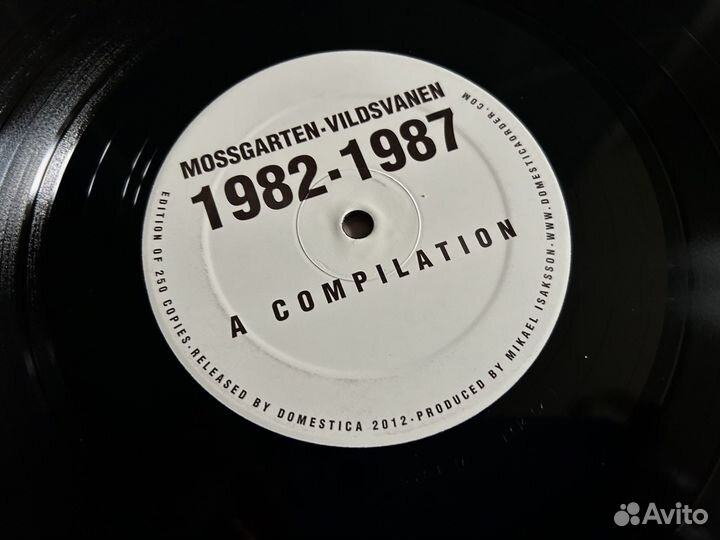 MOSSGARTEN·VILDSVANEN
1982·1987
A COMPILATION
EDITION OF 250 COPIES·RELEASED BY DOMESTICA 2012·PRODUCED BY MIKAEL ISAKSSON·WWW.DOMESTICAORDER.COM
Avito